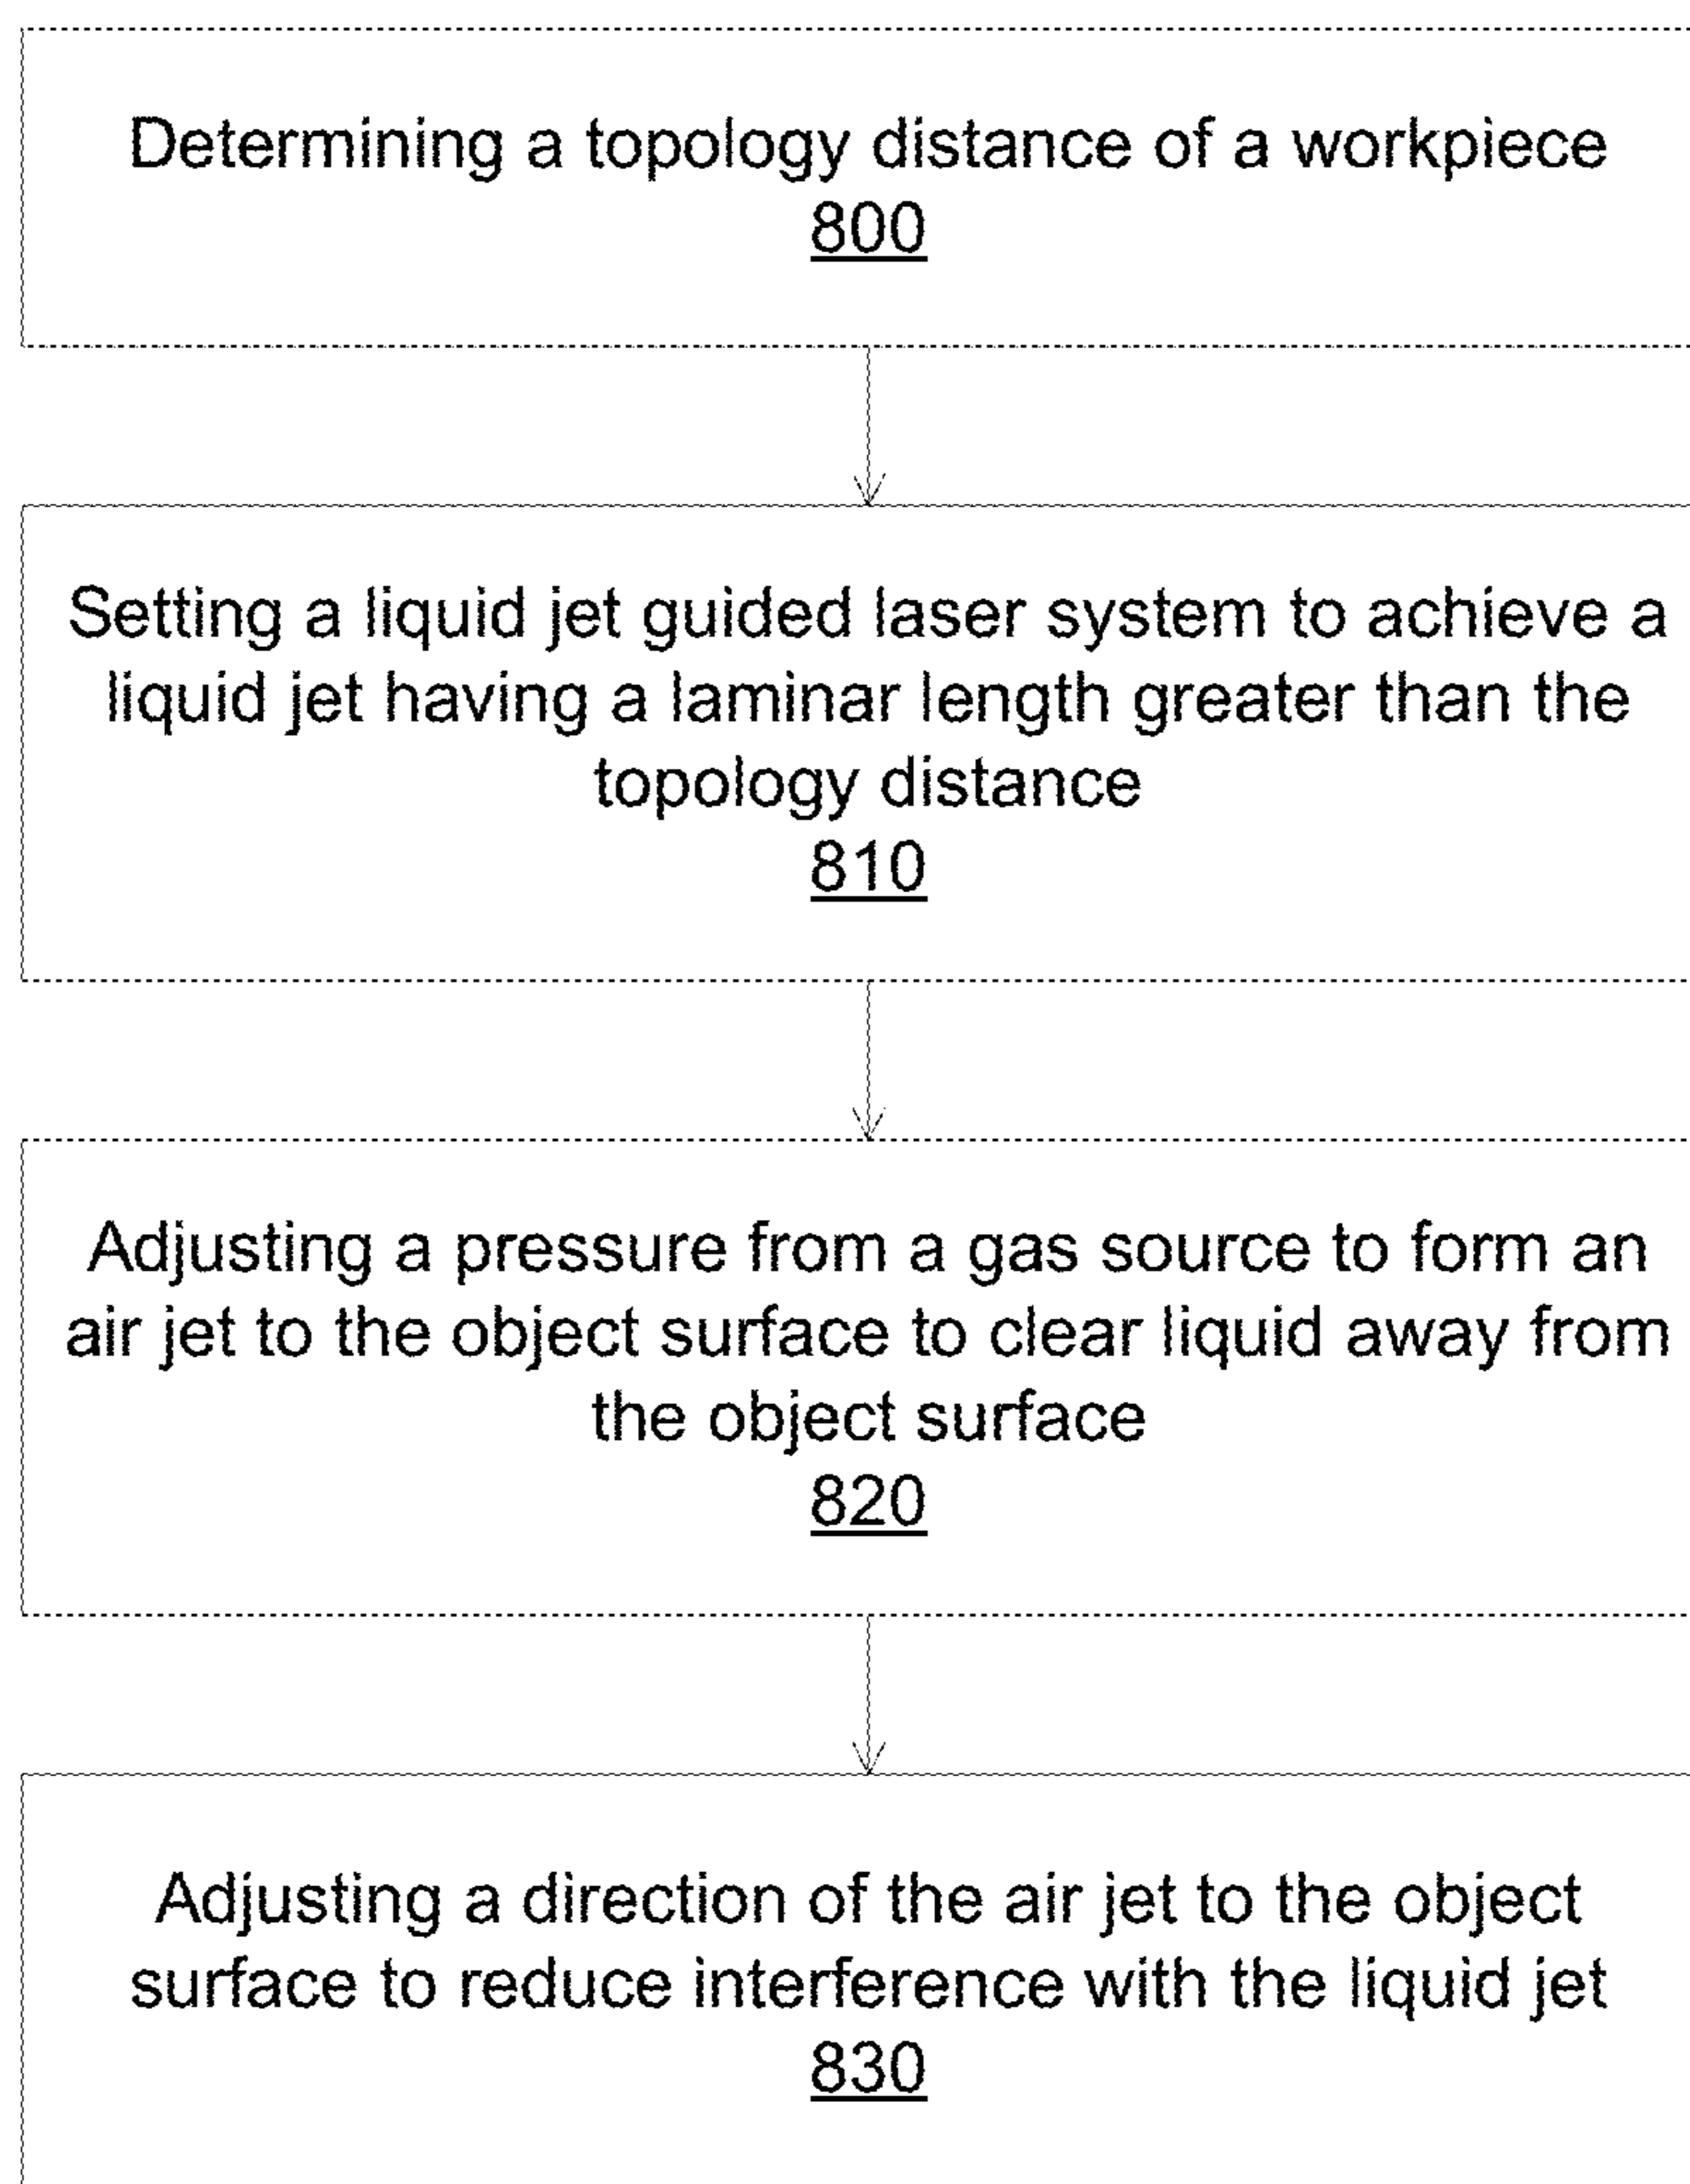 Determining a topology distance of a workpiece
800
Setting a liquid jet guided laser system to achieve a
liquid jet having a laminar length greater than the
topology distance
810
Adjusting a pressure from a gas source to form an
air jet to the object surface to clear liquid away from
the object surface
820
Adjusting a direction of the air jet to the object
surface to reduce interference with the liquid jet
830